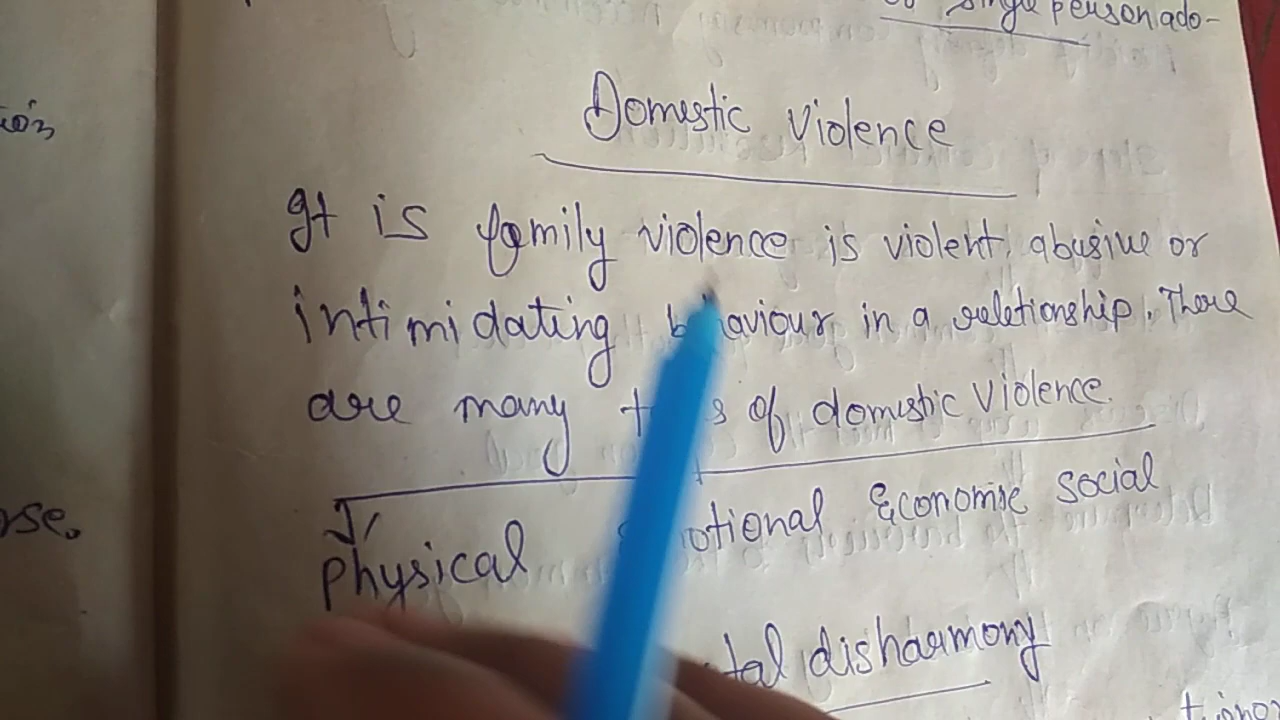 single person ado-
Domestic Violence
It is family violence is violent, abusive or
intimidating behaviour in a relationship. There
are many of domestic violence.
physical Economic social
disharmony